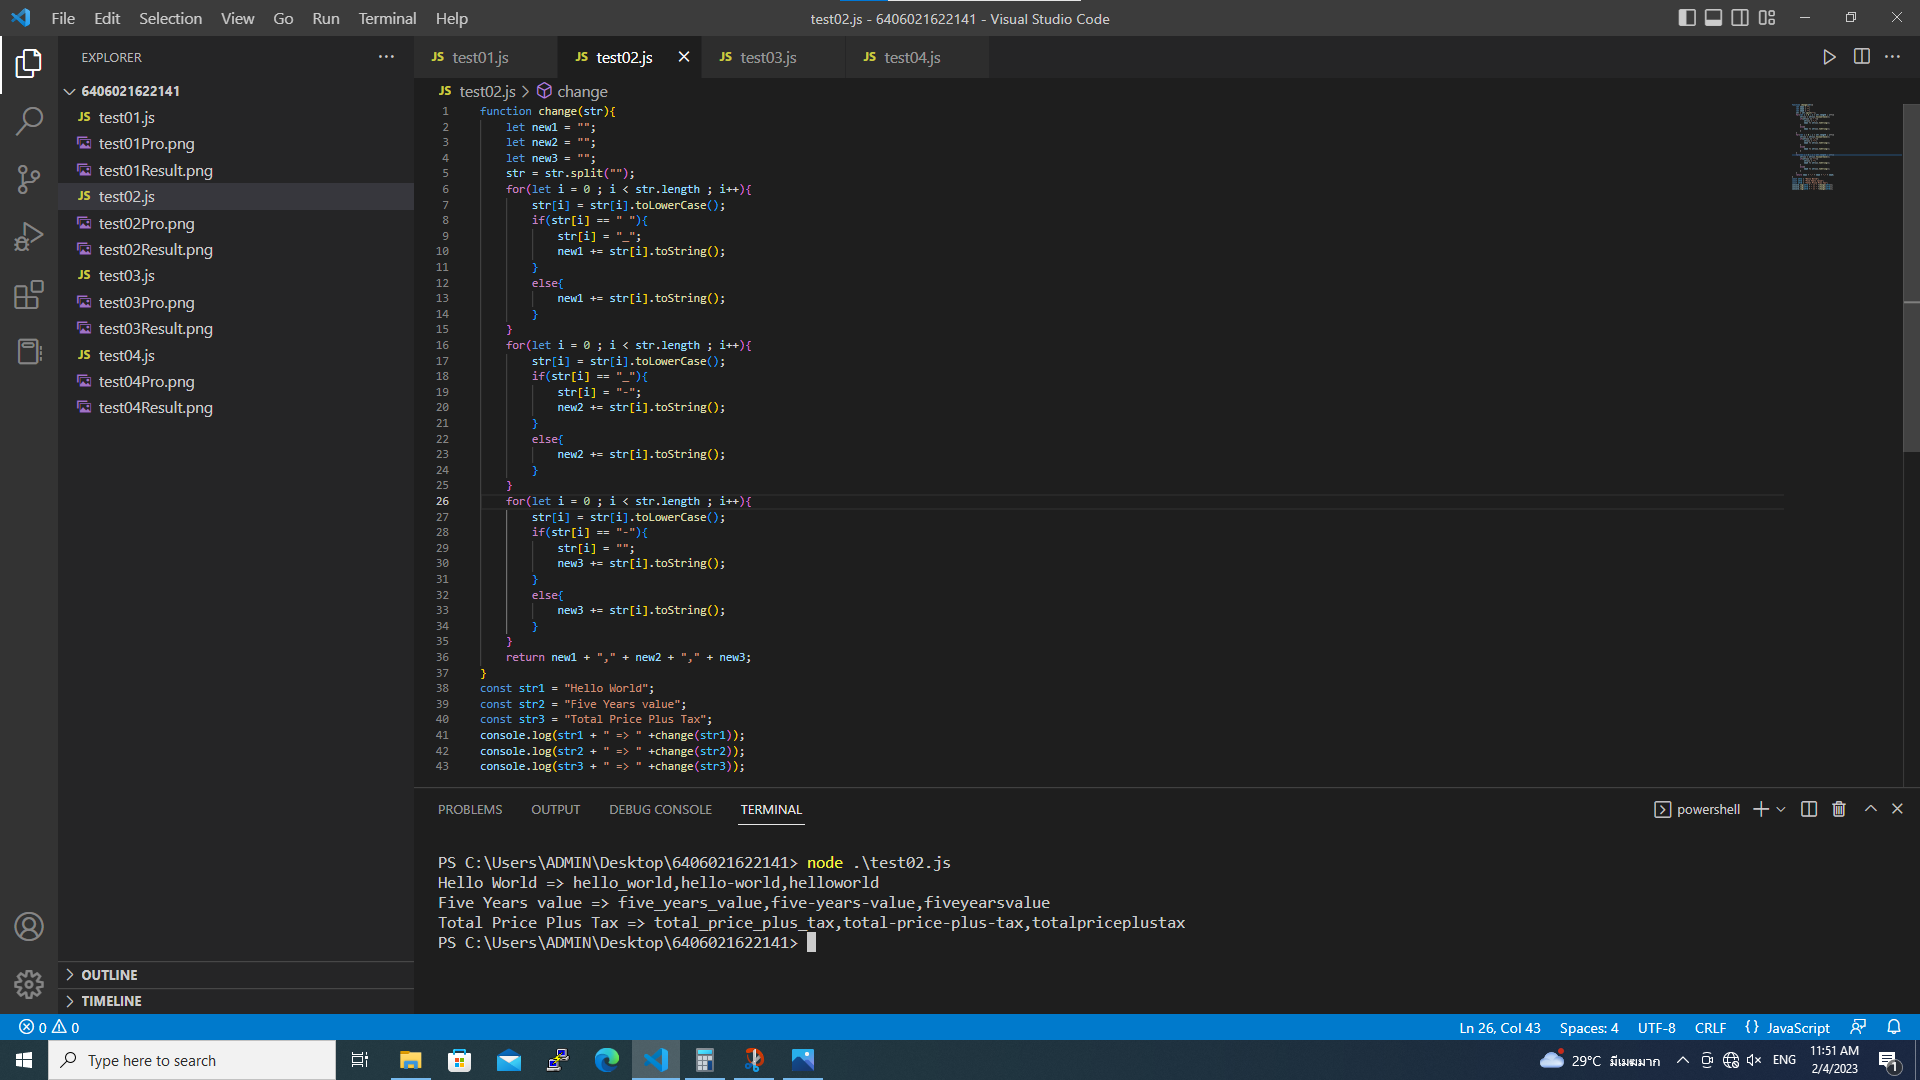 File Edit Selection View Go Run Terminal Help
test02.js - 6406021622141 - Visual Studio Code
EXPLORER
6406021622141
JS test01.js
test01Pro.png
test01Result.png
JS test02.js
test02Pro.png
test02Result.png
JS test03.js
test03Pro.png
test03Result.png
JS test04.js
test04Pro.png
test04Result.png
OUTLINE
TIMELINE
JS test01.js JS test02.js JS test03.js JS test04.js
JS test02.js > change
1 function change(str){
2 let new1 = "";
3 let new2 = "";
4 let new3 = "";
5 str = str.split("");
6 for(let i = 0 ; i < str.length ; i++){
7 str[i] = str[i].toLowerCase();
8 if(str[i] == " "){
9 str[i] = "_";
10 new1 += str[i].toString();
11 }
12 else{
13 new1 += str[i].toString();
14 }
15 }
16 for(let i = 0 ; i < str.length ; i++){
17 str[i] = str[i].toLowerCase();
18 if(str[i] == "_"){
19 str[i] = "-";
20 new2 += str[i].toString();
21 }
22 else{
23 new2 += str[i].toString();
24 }
25 }
26 for(let i = 0 ; i < str.length ; i++){
27 str[i] = str[i].toLowerCase();
28 if(str[i] == "-"){
29 str[i] = "";
30 new3 += str[i].toString();
31 }
32 else{
33 new3 += str[i].toString();
34 }
35 }
36 return new1 + "," + new2 + "," + new3;
37 }
38 const str1 = "Hello World";
39 const str2 = "Five Years value";
40 const str3 = "Total Price Plus Tax";
41 console.log(str1 + " => " +change(str1));
42 console.log(str2 + " => " +change(str2));
43 console.log(str3 + " => " +change(str3));
PROBLEMS OUTPUT DEBUG CONSOLE TERMINAL
powershell
PS C:\Users\ADMIN\Desktop\6406021622141> node .\test02.js
Hello World => hello_world,hello-world,helloworld
Five Years value => five_years_value,five-years-value,fiveyearsvalue
Total Price Plus Tax => total_price_plus_tax,total-price-plus-tax,totalpriceplustax
PS C:\Users\ADMIN\Desktop\6406021622141>
0 0
Ln 26, Col 43 Spaces: 4 UTF-8 CRLF {} JavaScript
Type here to search
29°C มีเมฆมาก
ENG
11:51 AM
2/4/2023
1